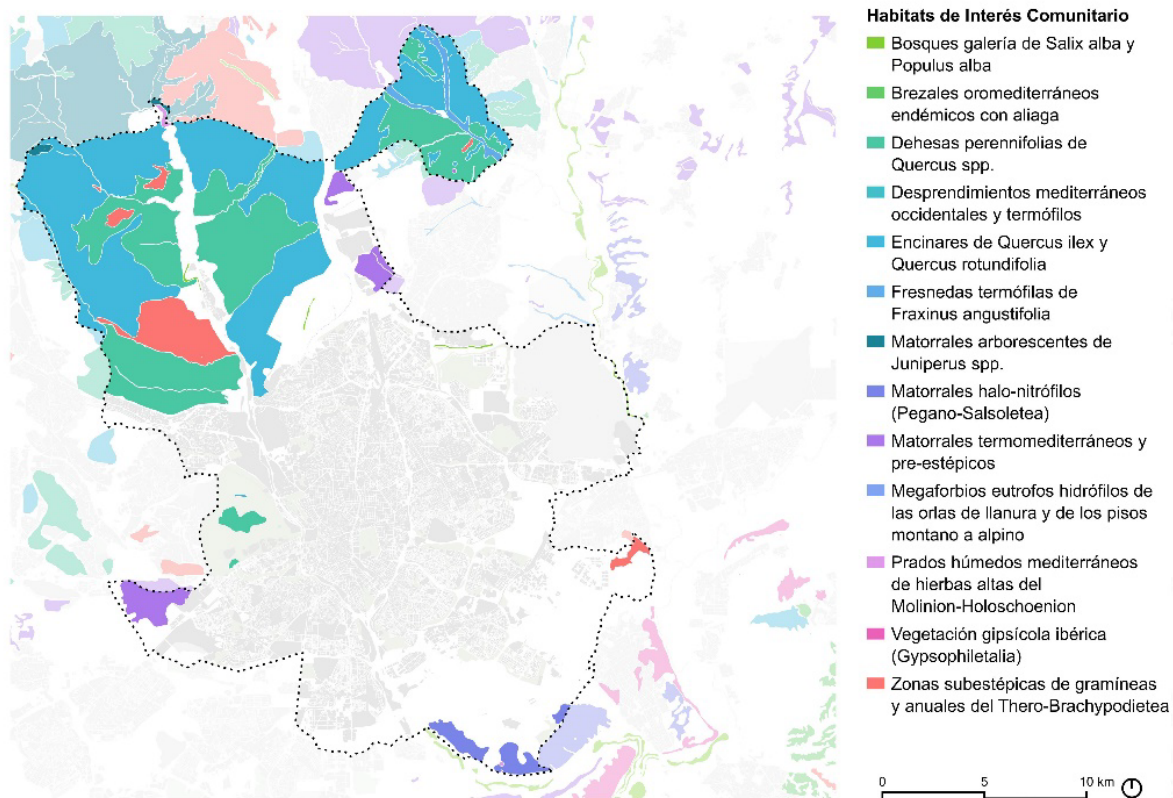 Habitats de Interés Comunitario
Bosques galería de Salix alba y
Populus alba
Brezales oromediterráneos
endémicos con aliaga
Dehesas perennifolias de
Quercus spp.
Desprendimientos mediterráneos
occidentales y termófilos
Encinares de Quercus ilex y
Quercus rotundifolia
Fresnedas termófilas de
Fraxinus angustifolia
Matorrales arborescentes de
Juniperus spp.
Matorrales halo-nitrófilos
(Pegano-Salsoletea)
Matorrales termomediterráneos y
pre-estépicos
Megaforbios eutrofos hidrófilos de
las orlas de llanura y de los pisos
montano a alpino
Prados húmedos mediterráneos
de hierbas altas del
Molinion-Holoschoenion
Vegetación gipsícola ibérica
(Gypsophiletalia)
Zonas subestépicas de gramíneas
y anuales del Thero-Brachypodietea
0 5 10 km